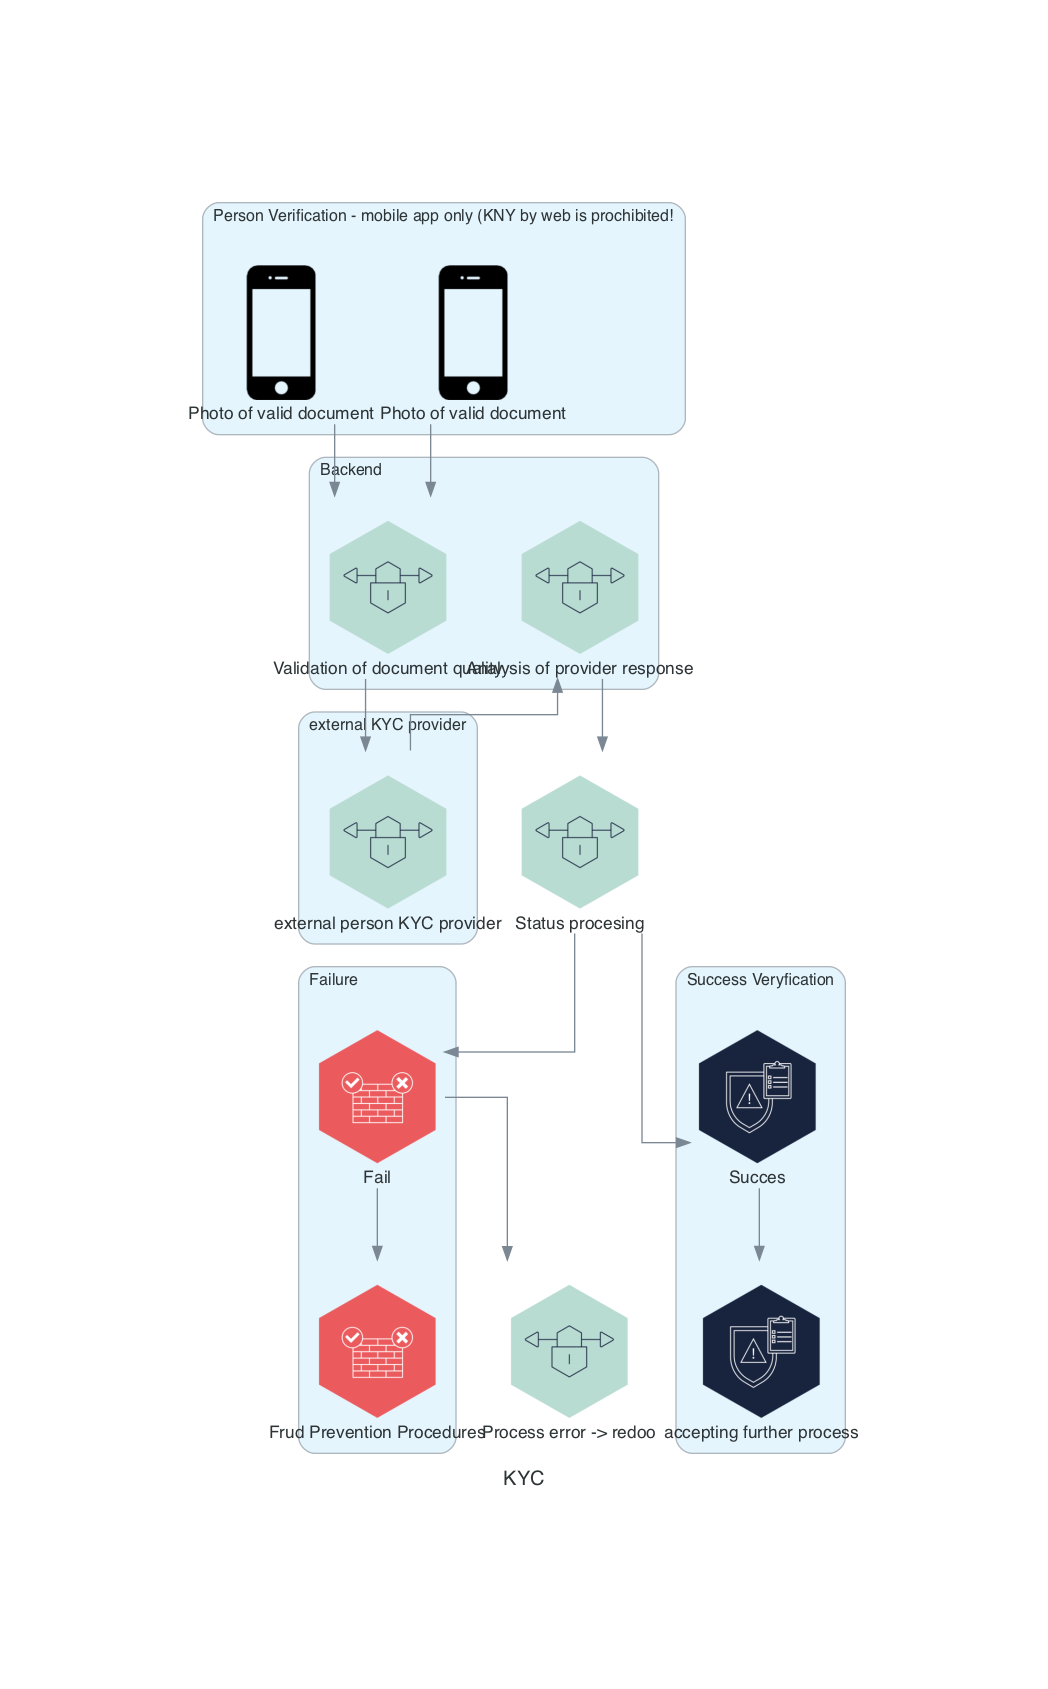 Person Verification - mobile app only (KNY by web is prochibited!
Photo of valid document
Photo of valid document
Backend
Validation of document quality
Analysys of provider response
external KYC provider
external person KYC provider
Status procesing
Failure
Success Veryfication
Fail
Succes
Frud Prevention Procedures
Process error -> redoo
accepting further process
KYC